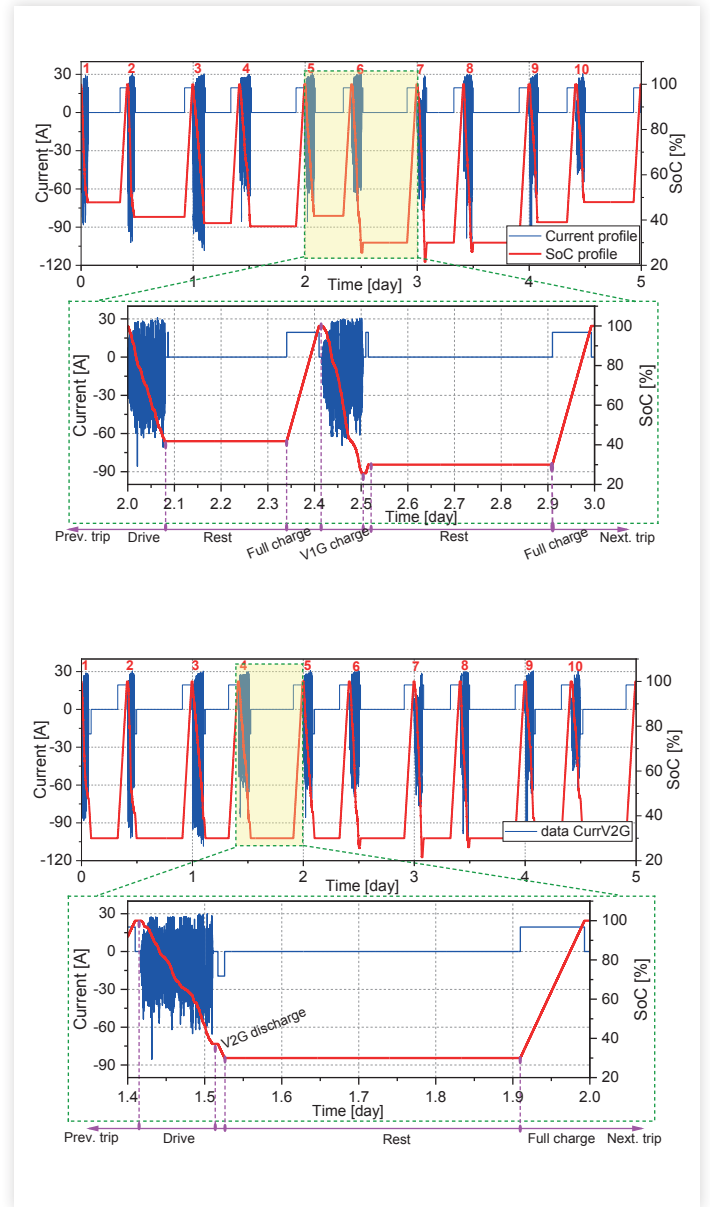 1 2 3 4 5 6 7 8 9 10
30
0
-30
-60
-90
-120
Current [A]
100
80
60
40
20
SoC [%]
Current profile
SoC profile
0 1 2 3 4 5
Time [day]
30
0
-30
-60
-90
Current [A]
100
80
60
40
20
SoC [%]
2.0 2.1 2.2 2.3 2.4 2.5 2.6 2.7 2.8 2.9 3.0
Time [day]
Prev. trip Drive Rest Full charge V1G charge Rest Full charge Next. trip
1 2 3 4 5 6 7 8 9 10
30
0
-30
-60
-90
-120
Current [A]
100
80
60
40
20
SoC [%]
data CurrV2G
0 1 2 3 4 5
Time [day]
30
0
-30
-60
-90
Current [A]
100
80
60
40
20
SoC [%]
V2G discharge
1.4 1.5 1.6 1.7 1.8 1.9 2.0
Time [day]
Prev. trip Drive Rest Full charge Next. trip